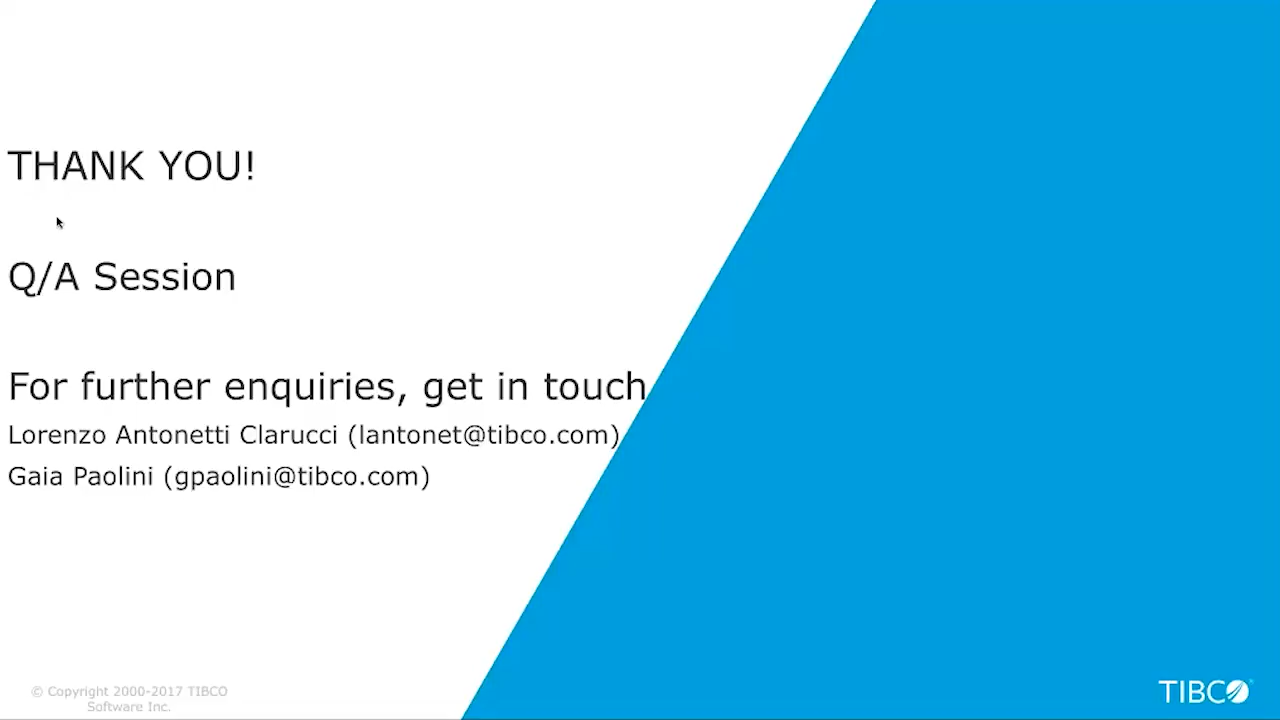 THANK YOU!
Q/A Session
For further enquiries, get in touch
Lorenzo Antonetti Clarucci (lantonet@tibco.com)
Gaia Paolini (gpaolini@tibco.com)
© Copyright 2000-2017 TIBCO
Software Inc.
TIBCO